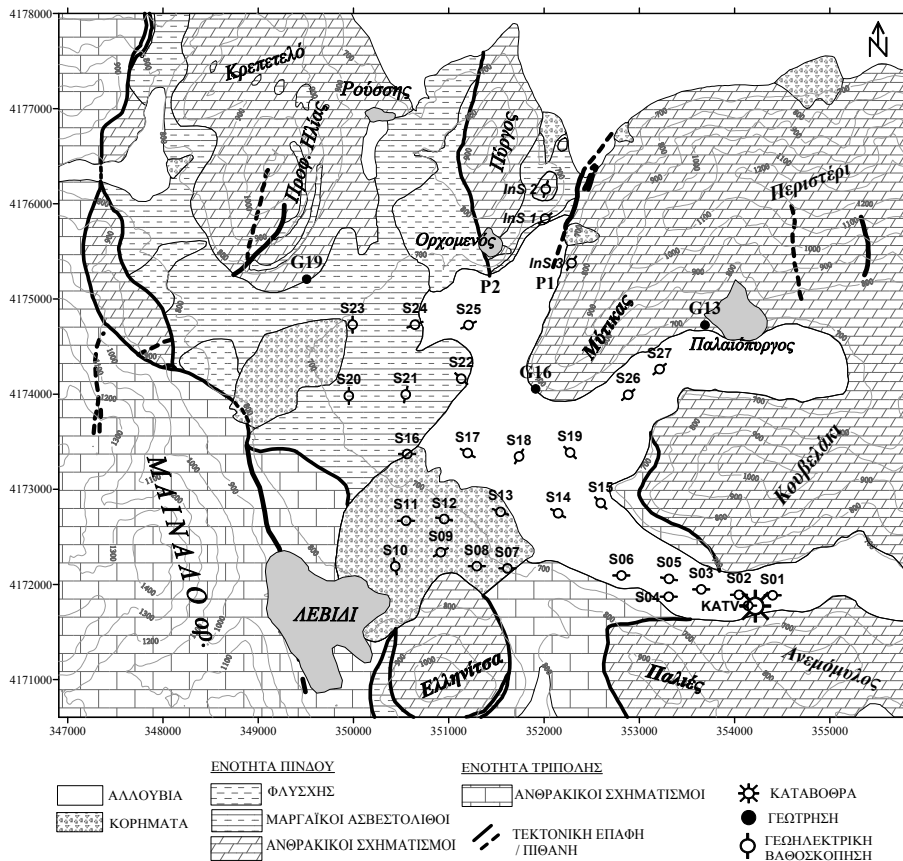 4178000
4177000
4176000
4175000
4174000
4173000
4172000
4171000
347000
348000
349000
350000
351000
352000
353000
354000
355000
N
Κρεπετελό
Ρούσσης
Προφ. Ηλίας
Πύργος
InS 2
InS 1
InS 3
Ορχομενός
P2
P1
Περιστέρι
G19
G13
Παλαιόπυργος
Μύτικας
G16
S23
S24
S25
S22
S27
S26
S20
S21
S16
S17
S18
S19
Κουβελάκι
ΜΑΙΝΑΛΟ όρ.
S15
S14
S13
S12
S11
S09
S10
S08
S07
S06
S05
S04
S03
S02
S01
KATV
ΛΕΒΙΔΙ
Ελληνίτσα
Παλιές
Ανεμόμυλος
ΑΛΛΟΥΒΙΑ
ΚΟΡΗΜΑΤΑ
ΕΝΟΤΗΤΑ ΠΙΝΔΟΥ
ΦΛΥΣΧΗΣ
ΜΑΡΓΑΪΚΟΙ ΑΣΒΕΣΤΟΛΙΘΟΙ
ΑΝΘΡΑΚΙΚΟΙ ΣΧΗΜΑΤΙΣΜΟΙ
ΕΝΟΤΗΤΑ ΤΡΙΠΟΛΗΣ
ΑΝΘΡΑΚΙΚΟΙ ΣΧΗΜΑΤΙΣΜΟΙ
ΤΕΚΤΟΝΙΚΗ ΕΠΑΦΗ
/ ΠΙΘΑΝΗ
ΚΑΤΑΒΟΘΡΑ
ΓΕΩΤΡΗΣΗ
ΓΕΩΗΛΕΚΤΡΙΚΗ
ΒΑΘΟΣΚΟΠΗΣΗ